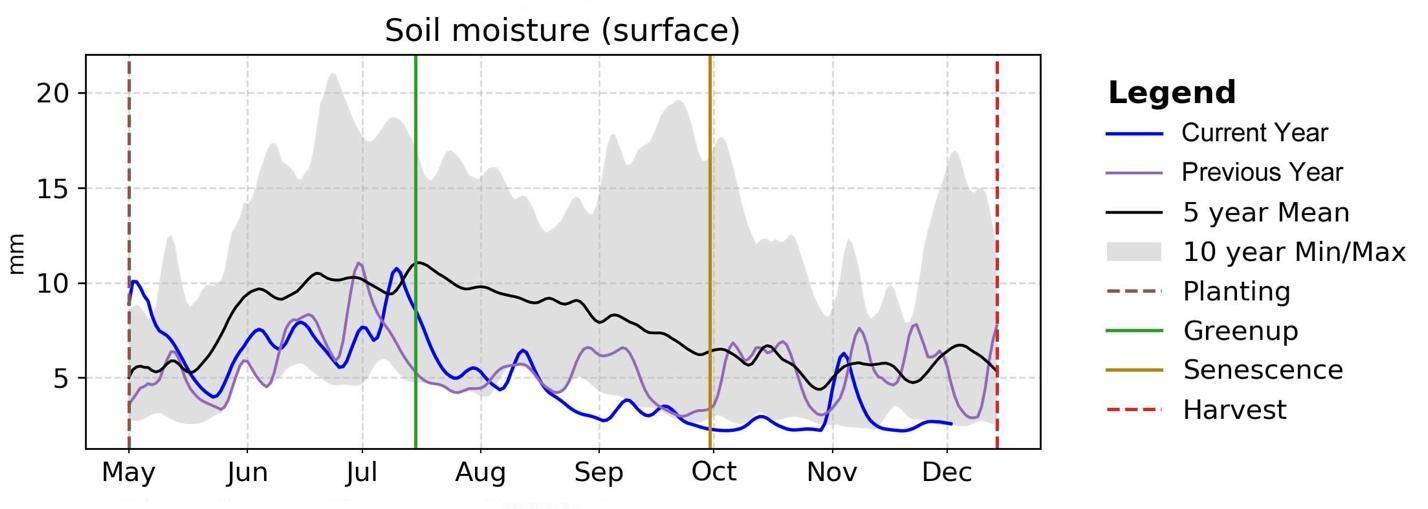 Soil moisture (surface)
20
15
10
5
mm
May Jun Jul Aug Sep Oct Nov Dec
Legend
Current Year
Previous Year
5 year Mean
10 year Min/Max
Planting
Greenup
Senescence
Harvest